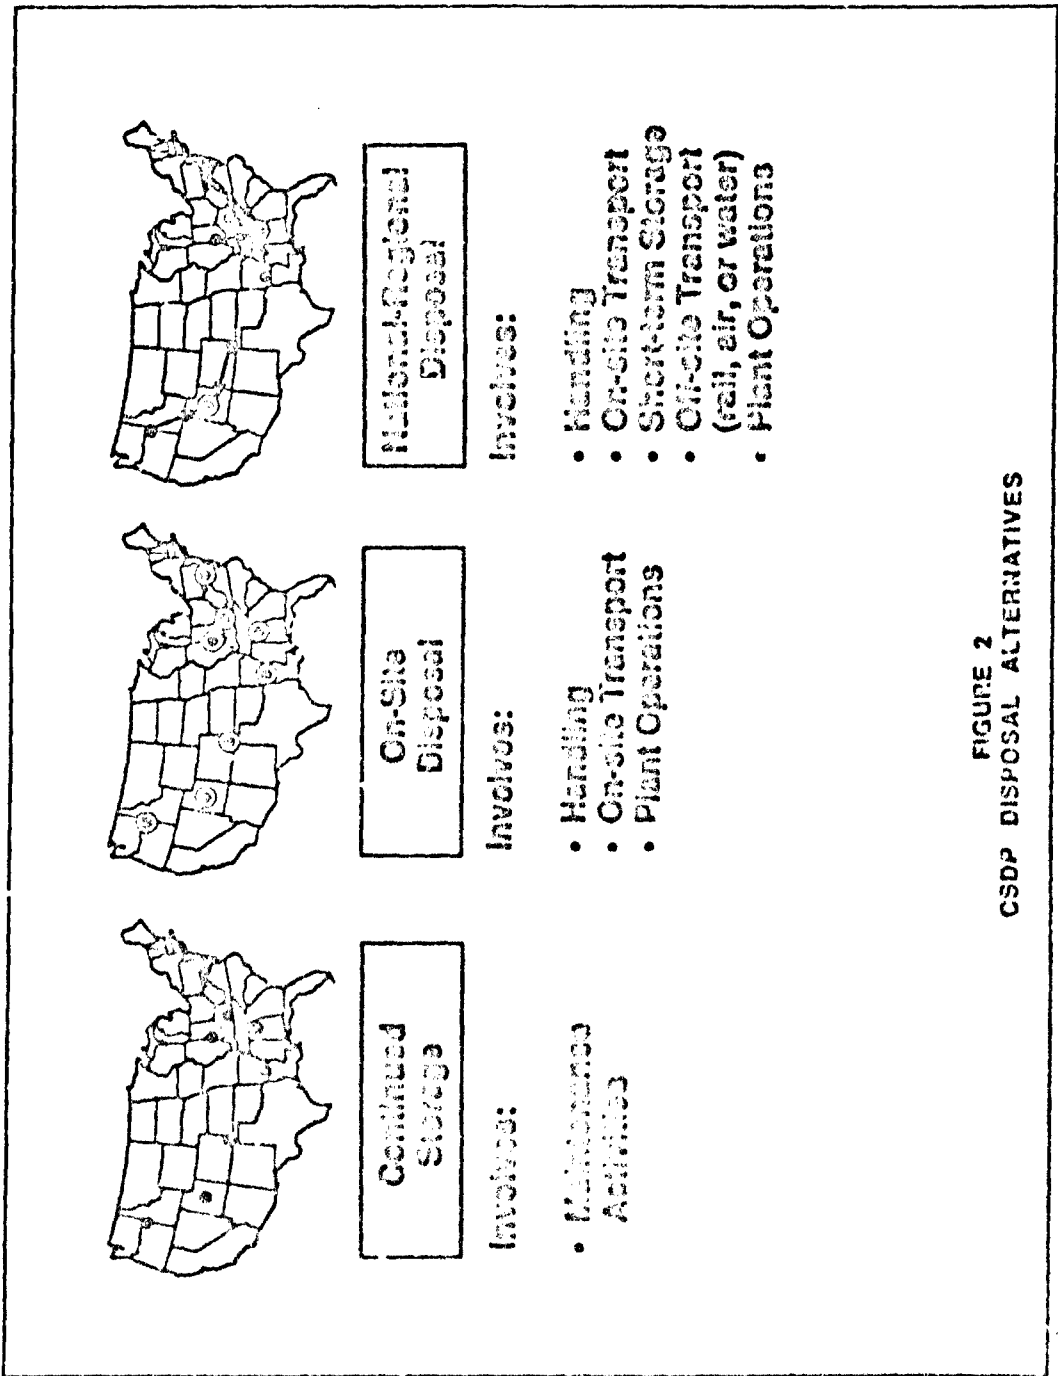 Continued
Storage
Involves:
• Maintenance
Activities
On-Site
Disposal
Involves:
• Handling
• On-site Transport
• Plant Operations
National-Regional
Disposal
Involves:
• Handling
• On-site Transport
• Short-term Storage
• Off-site Transport
(rail, air, or water)
• Plant Operations
FIGURE 2
CSDP DISPOSAL ALTERNATIVES